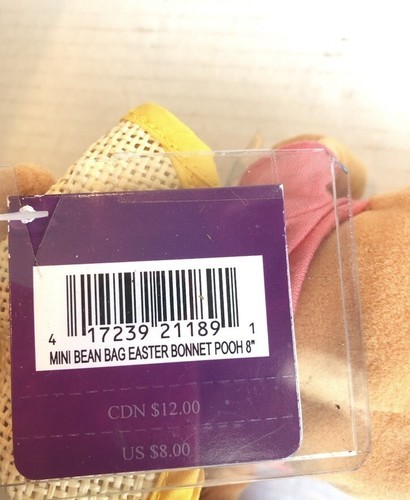 4 17239 21189 1
MINI BEAN BAG EASTER BONNET POOH 8"
CDN $12.00
US $8.00